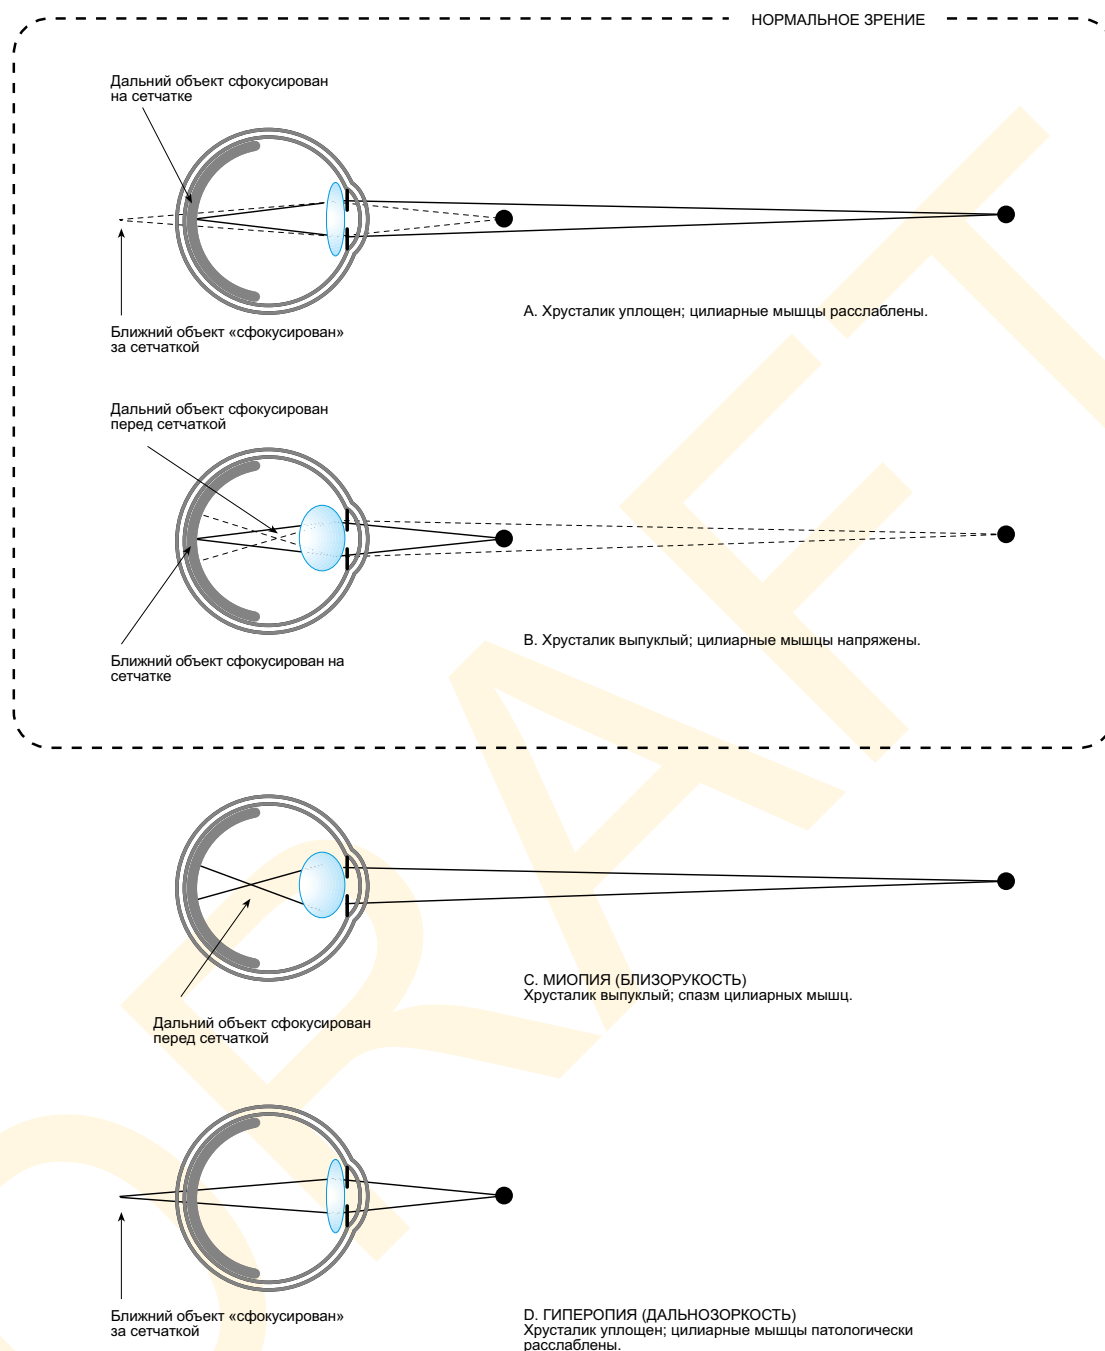 НОРМАЛЬНОЕ ЗРЕНИЕ
Дальний объект сфокусирован
на сетчатке
Ближний объект «сфокусирован»
за сетчаткой
A. Хрусталик уплощен; цилиарные мышцы расслаблены.
Дальний объект сфокусирован
перед сетчаткой
Ближний объект сфокусирован на
сетчатке
B. Хрусталик выпуклый; цилиарные мышцы напряжены.
Дальний объект сфокусирован
перед сетчаткой
C. МИОПИЯ (БЛИЗОРУКОСТЬ)
Хрусталик выпуклый; спазм цилиарных мышц.
Ближний объект «сфокусирован»
за сетчаткой
D. ГИПЕРОПИЯ (ДАЛЬНОЗОРКОСТЬ)
Хрусталик уплощен; цилиарные мышцы патологически
расслаблены.
DRAFT